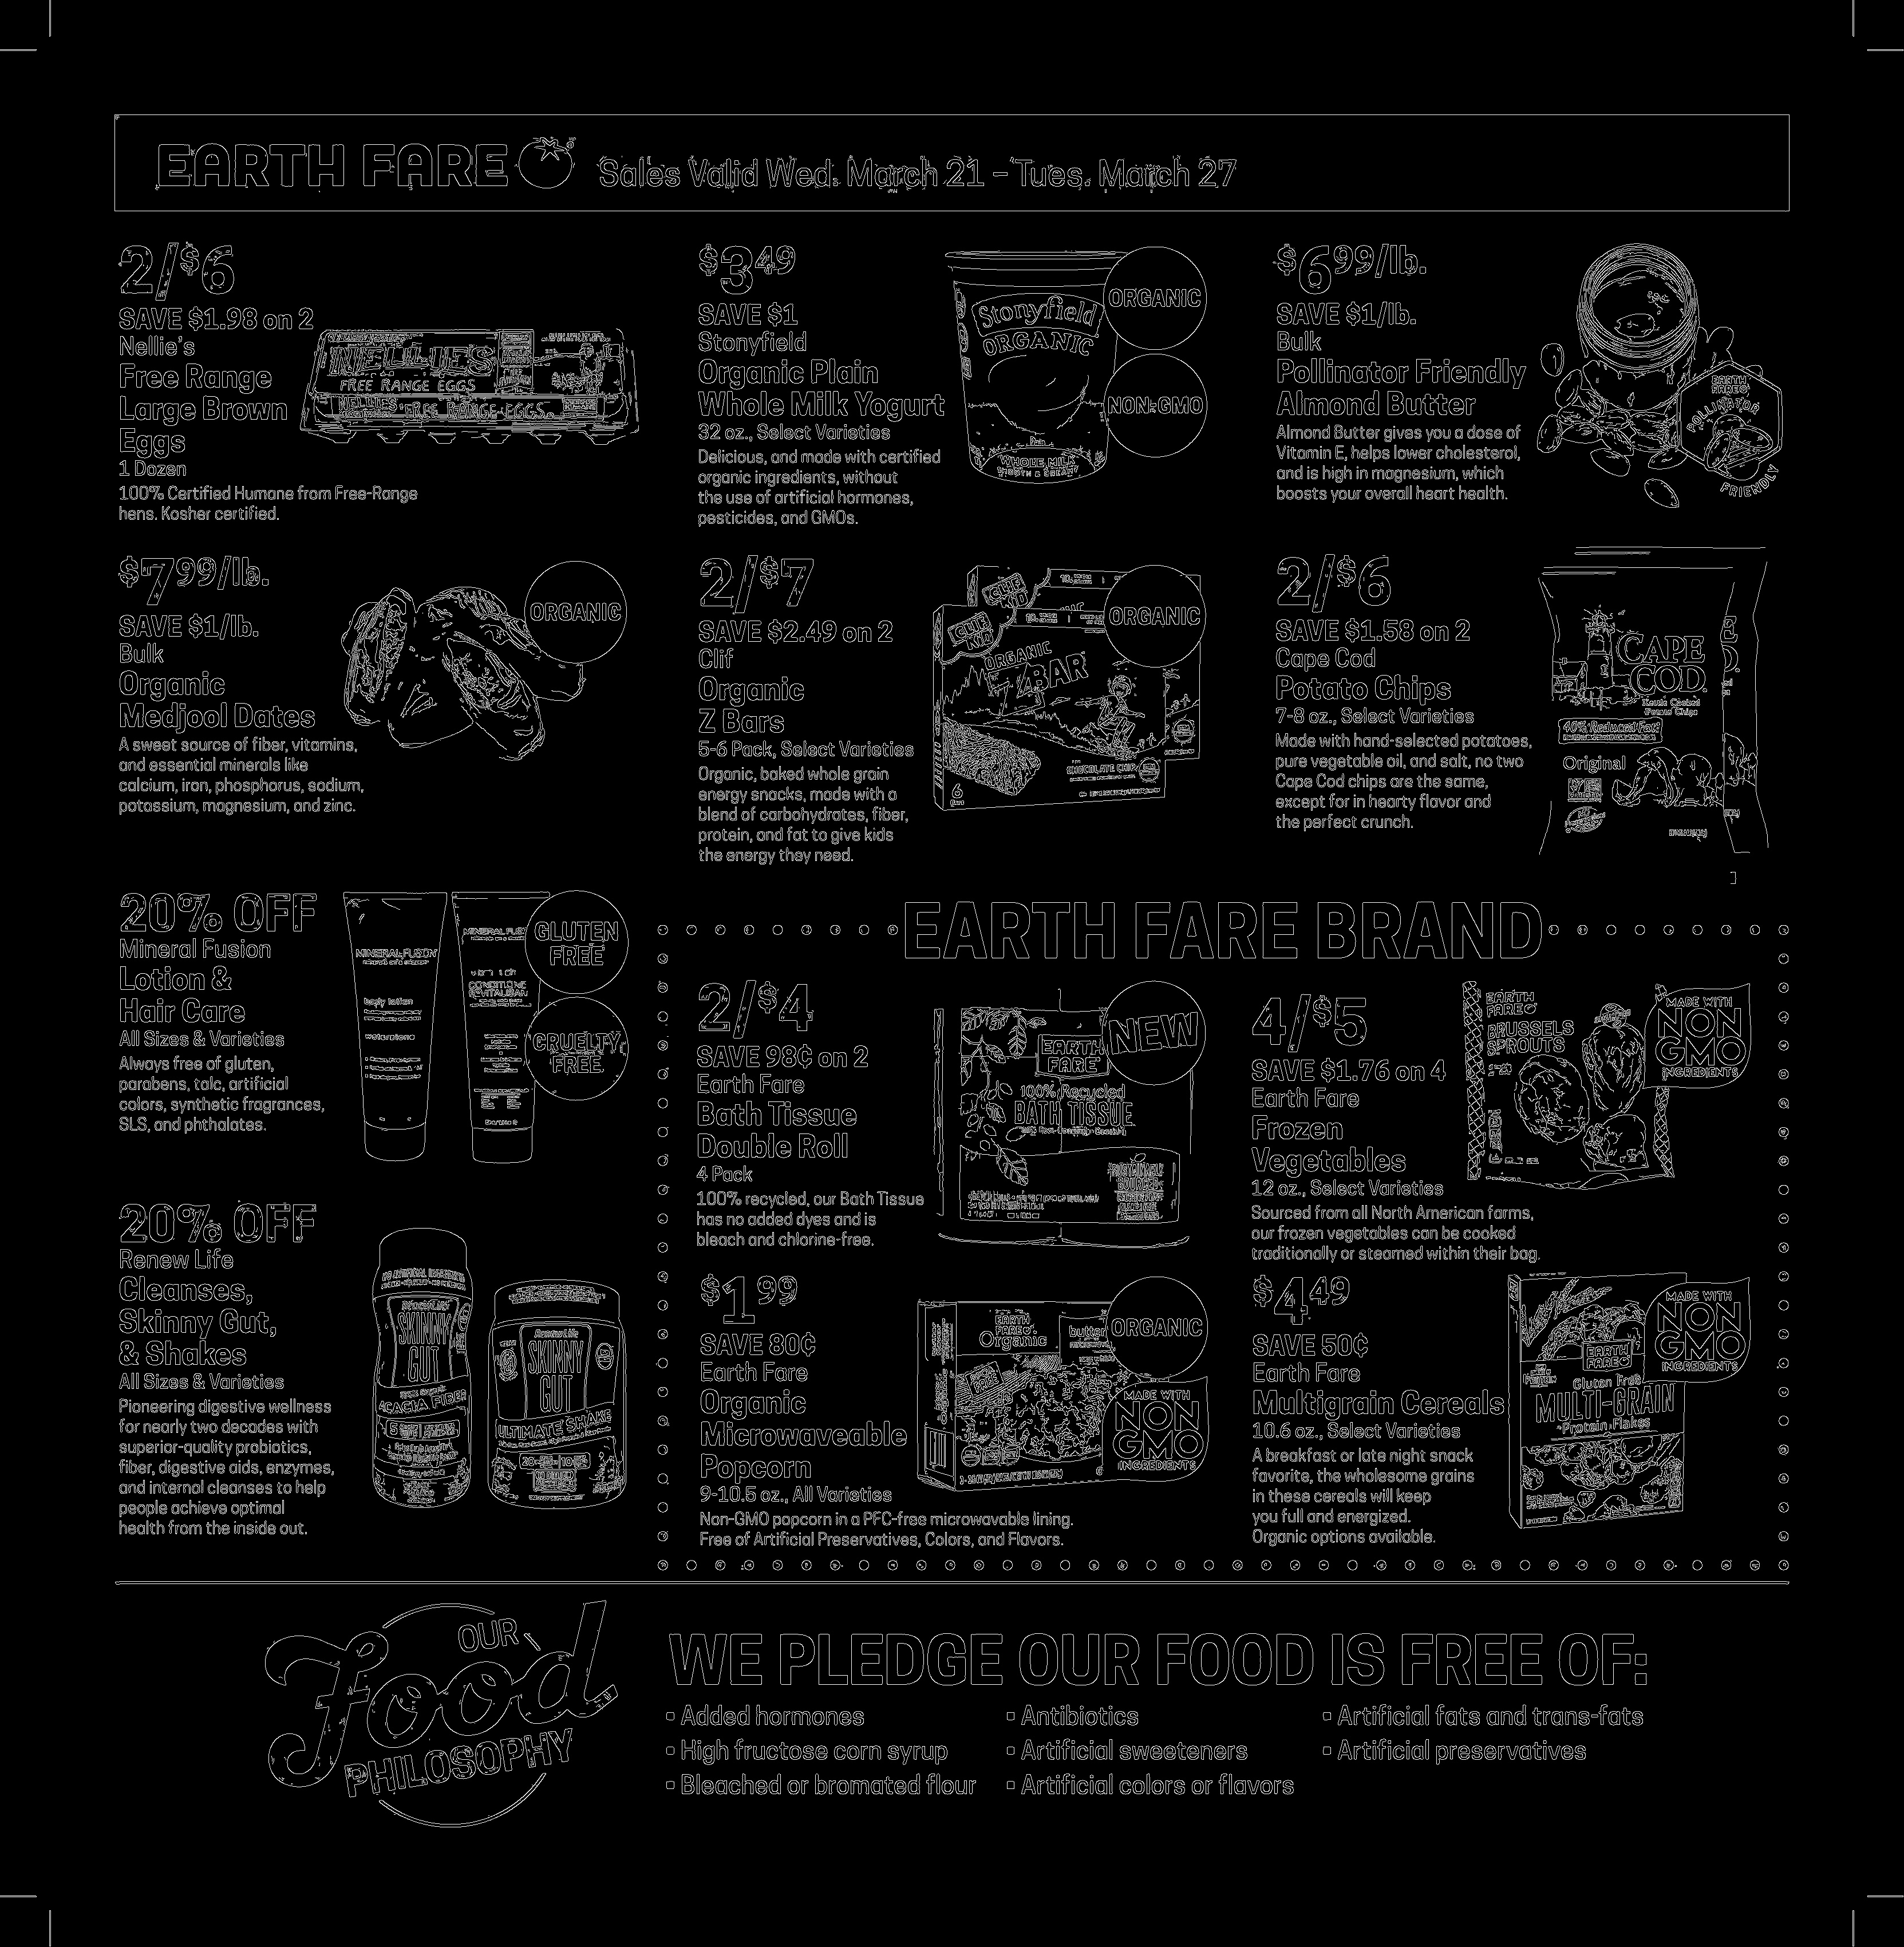 EARTH FARE Sales Valid Wed. March 21 – Tues. March 27
2/$6
SAVE $1.98 on 2
Nellie's
Free Range
Large Brown
Eggs
1 Dozen
100% Certified Humane from Free-Range
hens. Kosher certified.
NELLIE'S
FREE RANGE EGGS
NELLIE'S FREE RANGE EGGS
$3.49
SAVE $1
Stonyfield
Organic Plain
Whole Milk Yogurt
32 oz., Select Varieties
Delicious, and made with certified
organic ingredients, without
the use of artificial hormones,
pesticides, and GMOs.
Stonyfield
ORGANIC
WHOLE MILK
SMOOTH & CREAMY
ORGANIC
NON-GMO
$6.99/lb.
SAVE $1/lb.
Bulk
Pollinator Friendly
Almond Butter
Almond Butter gives you a dose of
Vitamin E, helps lower cholesterol,
and is high in magnesium, which
boosts your overall heart health.
EARTH
FARE
POLLINATOR
FRIENDLY
$7.99/lb.
SAVE $1/lb.
Bulk
Organic
Medjool Dates
A sweet source of fiber, vitamins,
and essential minerals like
calcium, iron, phosphorus, sodium,
potassium, magnesium, and zinc.
ORGANIC
2/$7
SAVE $2.49 on 2
Clif
Organic
Z Bars
5-6 Pack, Select Varieties
Organic, baked whole grain
energy snacks, made with a
blend of carbohydrates, fiber,
protein, and fat to give kids
the energy they need.
CLIF
KID
ORGANIC
ZBAR
CHOCOLATE CHIP
6
ORGANIC
2/$6
SAVE $1.58 on 2
Cape Cod
Potato Chips
7-8 oz., Select Varieties
Made with hand-selected potatoes,
pure vegetable oil, and salt, no two
Cape Cod chips are the same,
except for in hearty flavor and
the perfect crunch.
CAPE
COD
Kettle Cooked
Potato Chips
40% Reduced Fat
Original
20% OFF
Mineral Fusion
Lotion &
Hair Care
All Sizes & Varieties
Always free of gluten,
parabens, talc, artificial
colors, synthetic fragrances,
SLS, and phthalates.
MINERAL FUSION
body lotion
waterstone
MINERAL FUSION
GLUTEN
FREE
CRUELTY
FREE
20% OFF
Renew Life
Cleanses,
Skinny Gut,
& Shakes
All Sizes & Varieties
Pioneering digestive wellness
for nearly two decades with
superior-quality probiotics,
fiber, digestive aids, enzymes,
and internal cleanses to help
people achieve optimal
health from the inside out.
SKINNY
GUT
ACACIA FIBER
RenewLife
SKINNY
GUT
ULTIMATE SHAKE
EARTH FARE BRAND
2/$4
SAVE 98¢ on 2
Earth Fare
Bath Tissue
Double Roll
4 Pack
100% recycled, our Bath Tissue
has no added dyes and is
bleach and chlorine-free.
EARTH
FARE
100% Recycled
BATH TISSUE
NEW
4/$5
SAVE $1.76 on 4
Earth Fare
Frozen
Vegetables
12 oz., Select Varieties
Sourced from all North American farms,
our frozen vegetables can be cooked
traditionally or steamed within their bag.
EARTH
FARE
BRUSSELS
SPROUTS
MADE WITH
NON
GMO
INGREDIENTS
$1.99
SAVE 80¢
Earth Fare
Organic
Microwaveable
Popcorn
9-10.5 oz., All Varieties
Non-GMO popcorn in a PFC-free microwavable lining.
Free of Artificial Preservatives, Colors, and Flavors.
EARTH
FARE
Organic
butter
ORGANIC
MADE WITH
NON
GMO
INGREDIENTS
$4.49
SAVE 50¢
Earth Fare
Multigrain Cereals
10.6 oz., Select Varieties
A breakfast or late night snack
favorite, the wholesome grains
in these cereals will keep
you full and energized.
Organic options available.
EARTH
FARE
Gluten Free
MULTI-GRAIN
Protein Flakes
MADE WITH
NON
GMO
INGREDIENTS
OUR
Food
PHILOSOPHY
WE PLEDGE OUR FOOD IS FREE OF:
• Added hormones
• High fructose corn syrup
• Bleached or bromated flour
• Antibiotics
• Artificial sweeteners
• Artificial colors or flavors
• Artificial fats and trans-fats
• Artificial preservatives